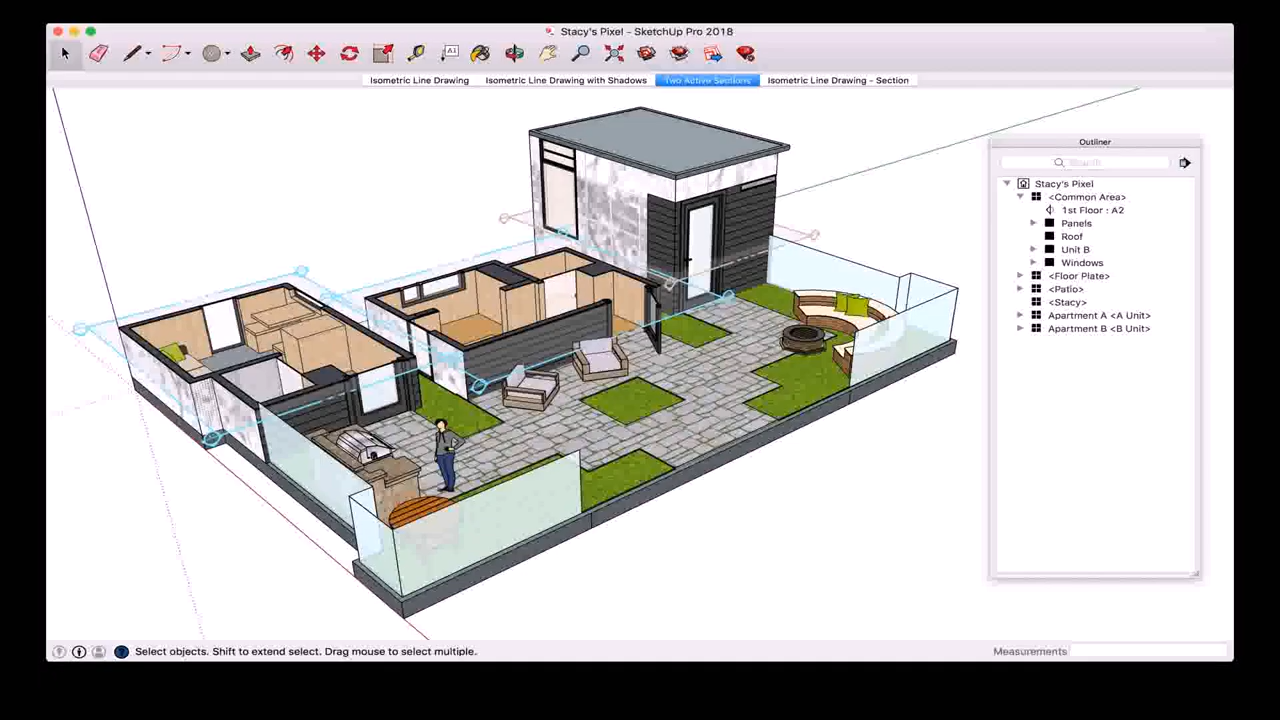 Stacy's Pixel - SketchUp Pro 2018
A1
Isometric Line Drawing Isometric Line Drawing with Shadows Two Active Sections Isometric Line Drawing - Section
Outliner
Search
Stacy's Pixel
<Common Area>
1st Floor : A2
Panels
Roof
Unit B
Windows
<Floor Plate>
<Patio>
<Stacy>
Apartment A <A Unit>
Apartment B <B Unit>
Select objects. Shift to extend select. Drag mouse to select multiple.
Measurements